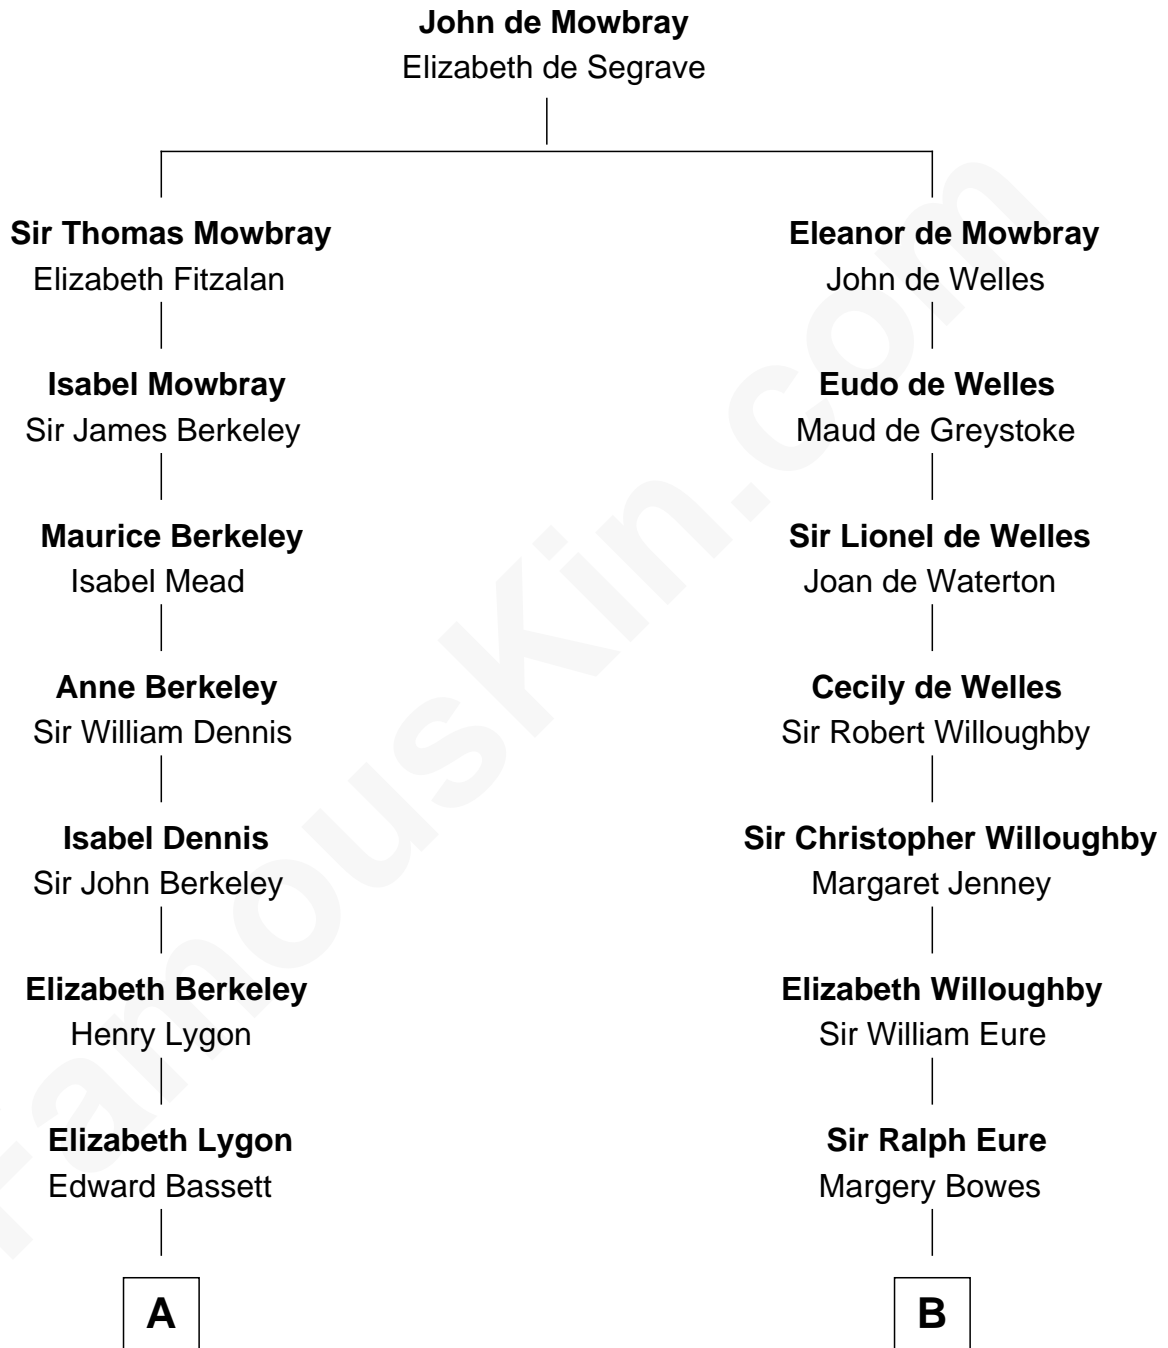 John de Mowbray
Elizabeth de Segrave
Sir Thomas Mowbray
Elizabeth Fitzalan
Eleanor de Mowbray
John de Welles
Isabel Mowbray
Sir James Berkeley
Eudo de Welles
Maud de Greystoke
Maurice Berkeley
Isabel Mead
Sir Lionel de Welles
Joan de Waterton
Anne Berkeley
Sir William Dennis
Cecily de Welles
Sir Robert Willoughby
Isabel Dennis
Sir John Berkeley
Sir Christopher Willoughby
Margaret Jenney
Elizabeth Berkeley
Henry Lygon
Elizabeth Willoughby
Sir William Eure
Elizabeth Lygon
Edward Bassett
Sir Ralph Eure
Margery Bowes
A
B
FamousKin.com